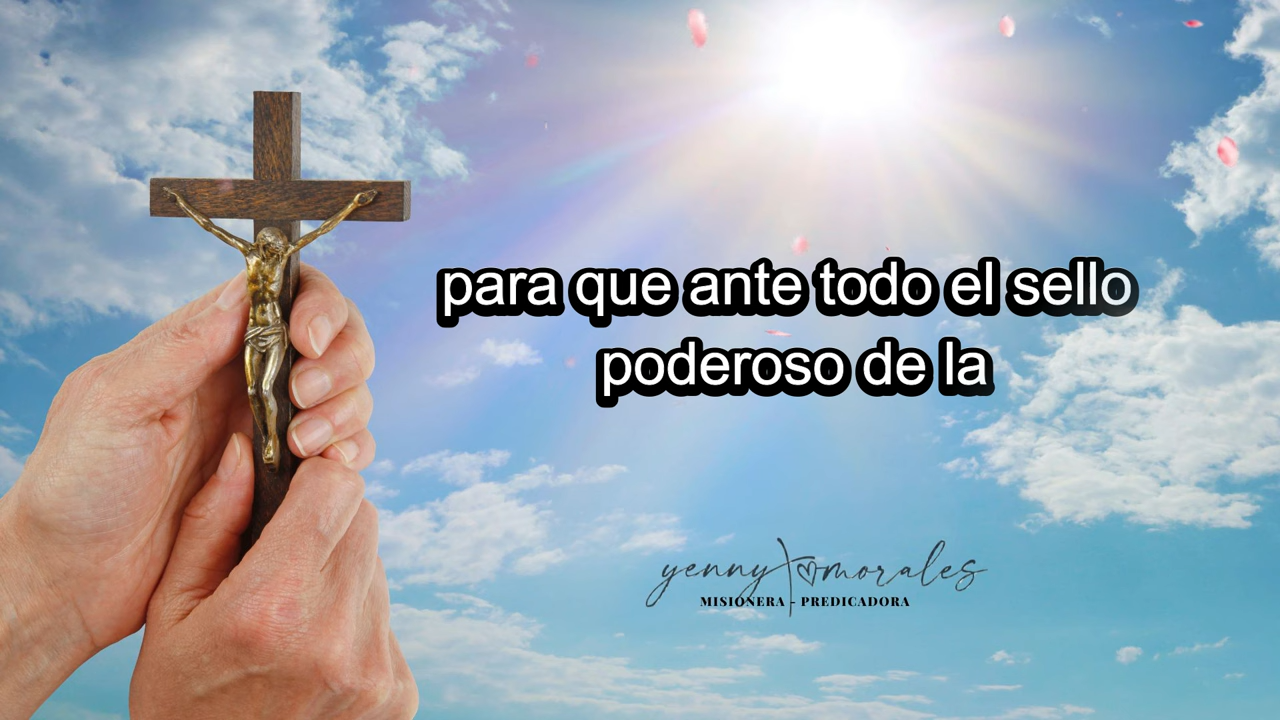 para que ante todo el sello
poderoso de la
yenny morales
MISIONERA - PREDICADORA